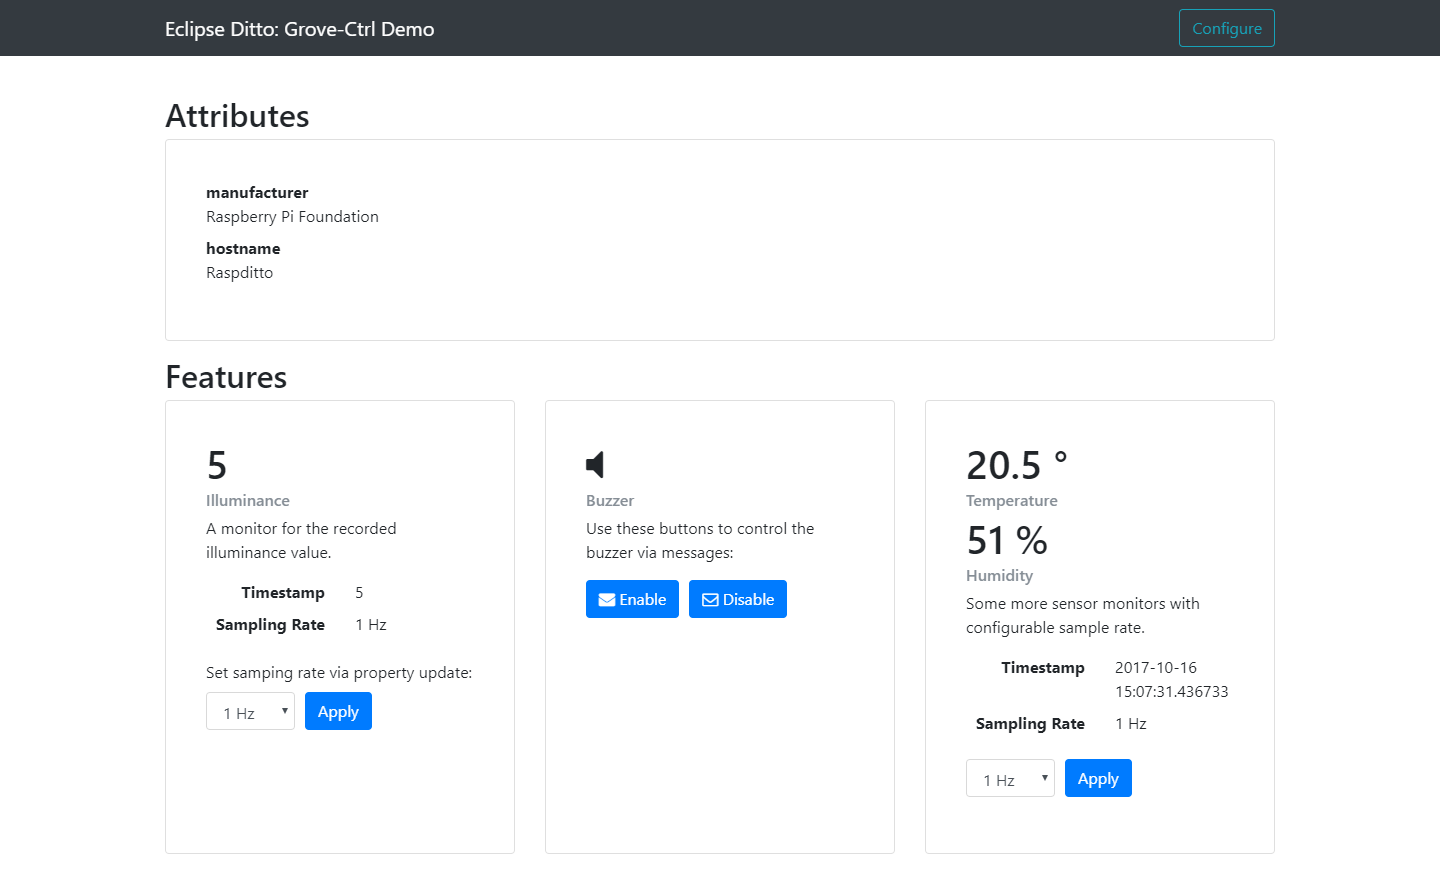 Eclipse Ditto: Grove-Ctrl Demo
Configure
Attributes
manufacturer
Raspberry Pi Foundation
hostname
Raspditto
Features
5
Illuminance
A monitor for the recorded
illuminance value.
Timestamp 5
Sampling Rate 1 Hz
Set samping rate via property update:
1 Hz Apply
Buzzer
Use these buttons to control the
buzzer via messages:
Enable Disable
20.5 °
Temperature
51 %
Humidity
Some more sensor monitors with
configurable sample rate.
Timestamp 2017-10-16
15:07:31.436733
Sampling Rate 1 Hz
1 Hz Apply